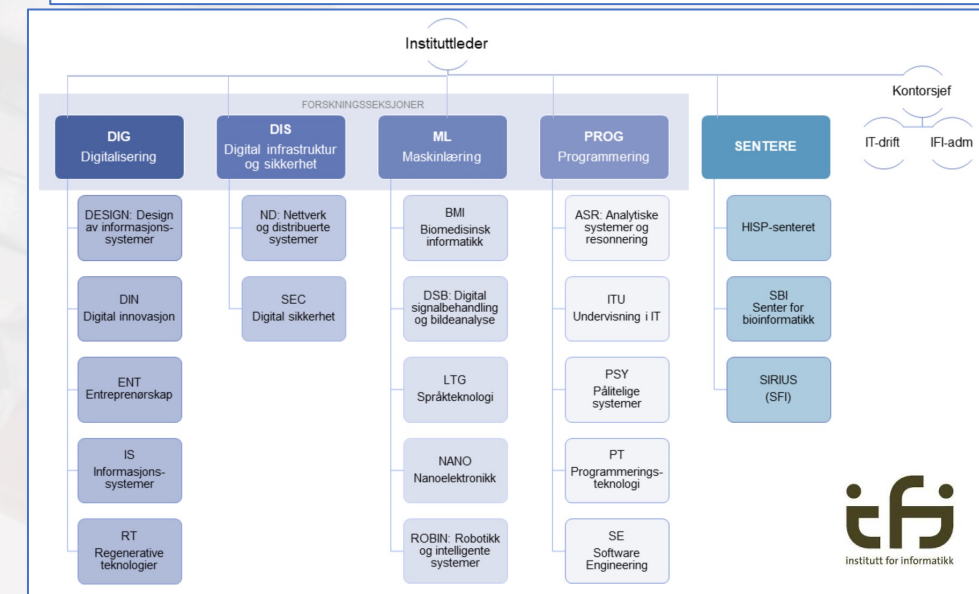 Instituttleder
Kontorsjef
IT-drift
IFI-adm
FORSKNINGSSEKSJONER
DIG
Digitalisering
DIS
Digital infrastruktur
og sikkerhet
ML
Maskinlæring
PROG
Programmering
SENTERE
DESIGN: Design
av informasjons-
systemer
DIN
Digital innovasjon
ENT
Entreprenørskap
IS
Informasjons-
systemer
RT
Regenerative
teknologier
ND: Nettverk
og distribuerte
systemer
SEC
Digital sikkerhet
BMI
Biomedisinsk
informatikk
DSB: Digital
signalbehandling
og bildeanalyse
LTG
Språkteknologi
NANO
Nanoelektronikk
ROBIN: Robotikk
og intelligente
systemer
ASR: Analytiske
systemer og
resonnering
ITU
Undervisning i IT
PSY
Pålitelige
systemer
PT
Programmerings-
teknologi
SE
Software
Engineering
HISP-senteret
SBI
Senter for
bioinformatikk
SIRIUS
(SFI)
ifi
institutt for informatikk